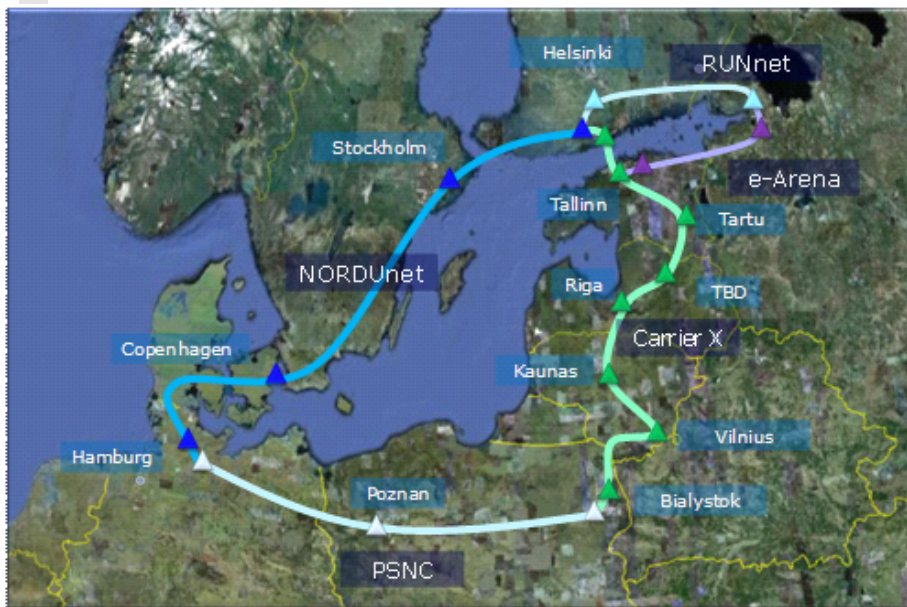 Helsinki
RUNnet
Stockholm
e-Arena
Tallinn
Tartu
NORDUnet
Riga
TBD
Carrier X
Copenhagen
Kaunas
Vilnius
Hamburg
Poznan
Bialystok
PSNC